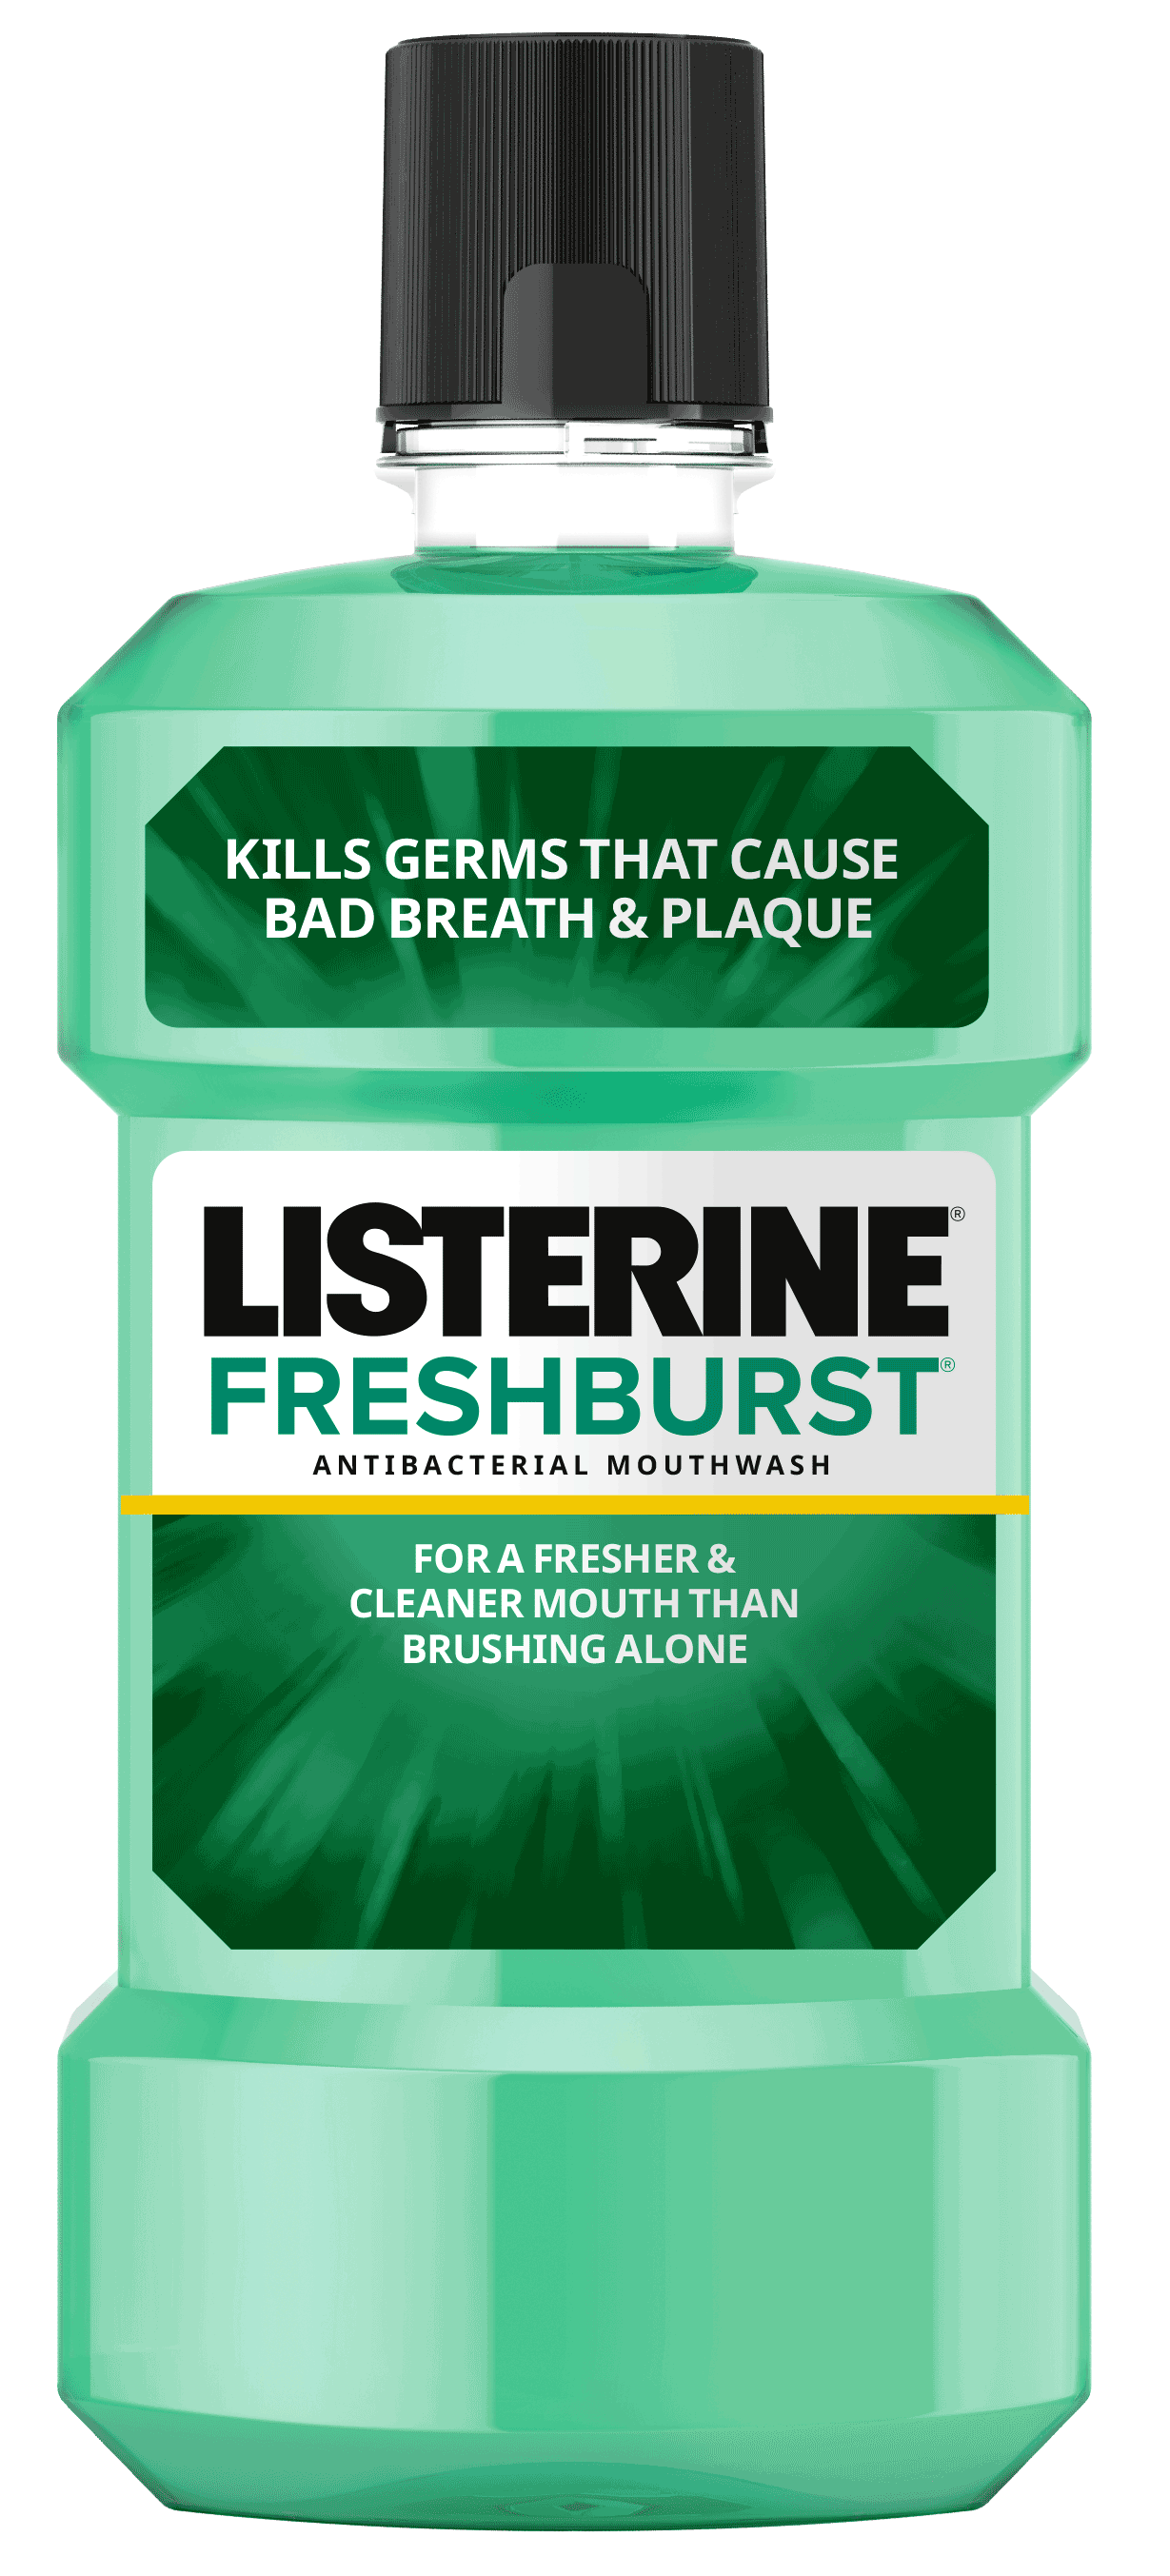 KILLS GERMS THAT CAUSE
BAD BREATH & PLAQUE
LISTERINE®
FRESHBURST®
ANTIBACTERIAL MOUTHWASH
FOR A FRESHER &
CLEANER MOUTH THAN
BRUSHING ALONE